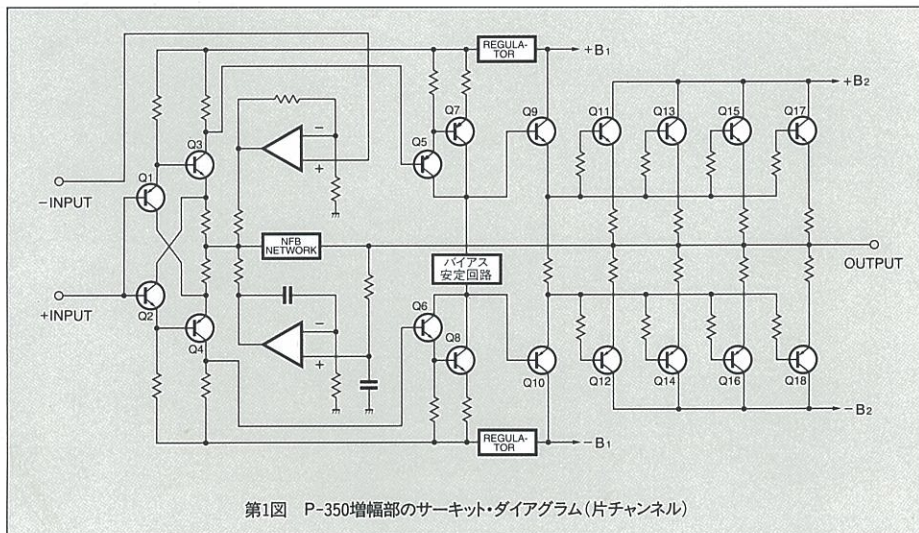 REGULA-
TOR
+B1
+B2
Q7
Q9
Q11
Q13
Q15
Q17
Q3
Q5
Q1
−
+
−INPUT
NFB
NETWORK
バイアス
安定回路
OUTPUT
+INPUT
Q2
Q6
Q4
Q8
−
+
Q10
Q12
Q14
Q16
Q18
−B2
REGULA-
TOR
−B1
第1図 P-350増幅部のサーキット・ダイアグラム(片チャンネル)